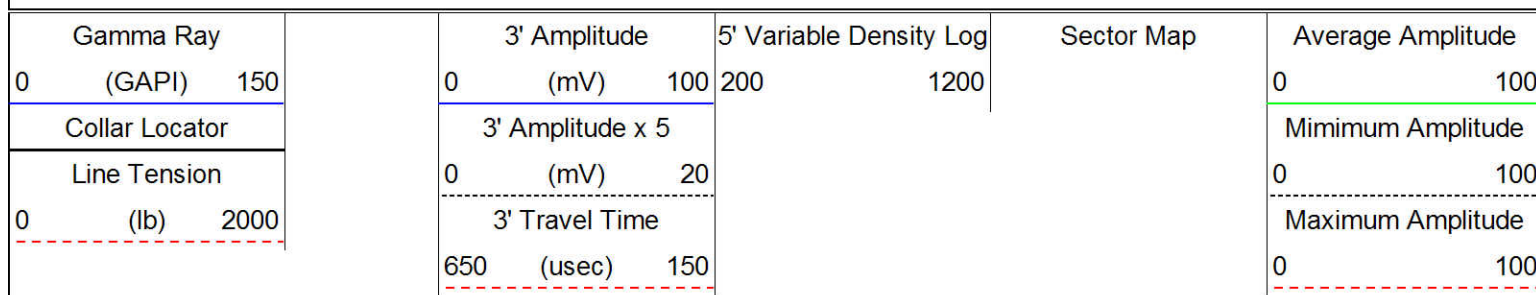 Gamma Ray
0 (GAPI) 150
Collar Locator
Line Tension
0 (lb) 2000
3' Amplitude
0 (mV) 100
3' Amplitude x 5
0 (mV) 20
3' Travel Time
650 (usec) 150
5' Variable Density Log
200 1200
Sector Map
Average Amplitude
0 100
Mimimum Amplitude
0 100
Maximum Amplitude
0 100